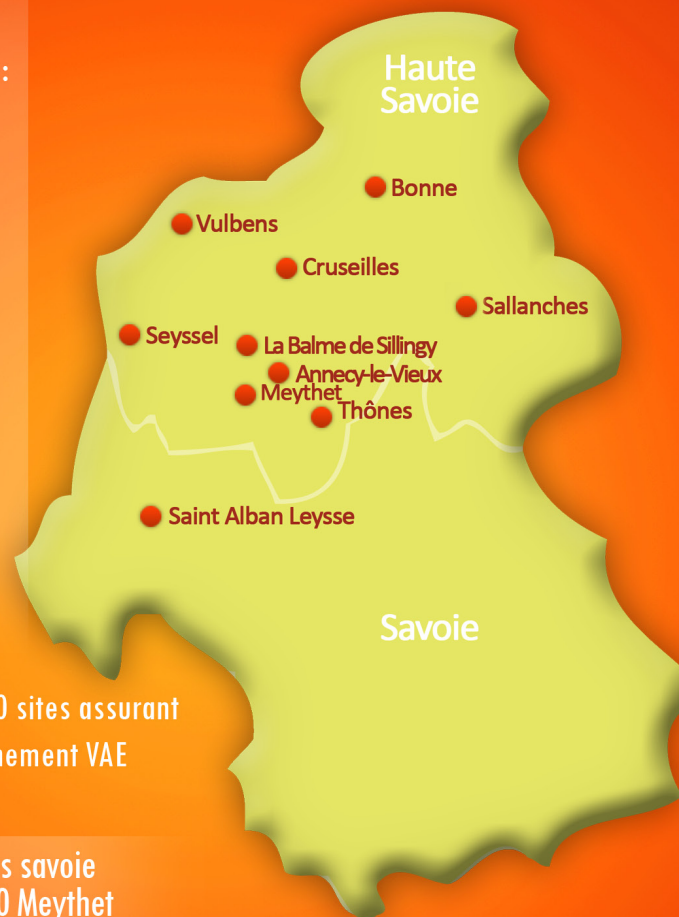 :
Haute
Savoie
Bonne
Vulbens
Cruseilles
Sallanches
Seyssel
La Balme de Sillingy
Annecy-le-Vieux
Meythet
Thônes
Saint Alban Leysse
Savoie
sites assurant
VAE
savoie
Meythet